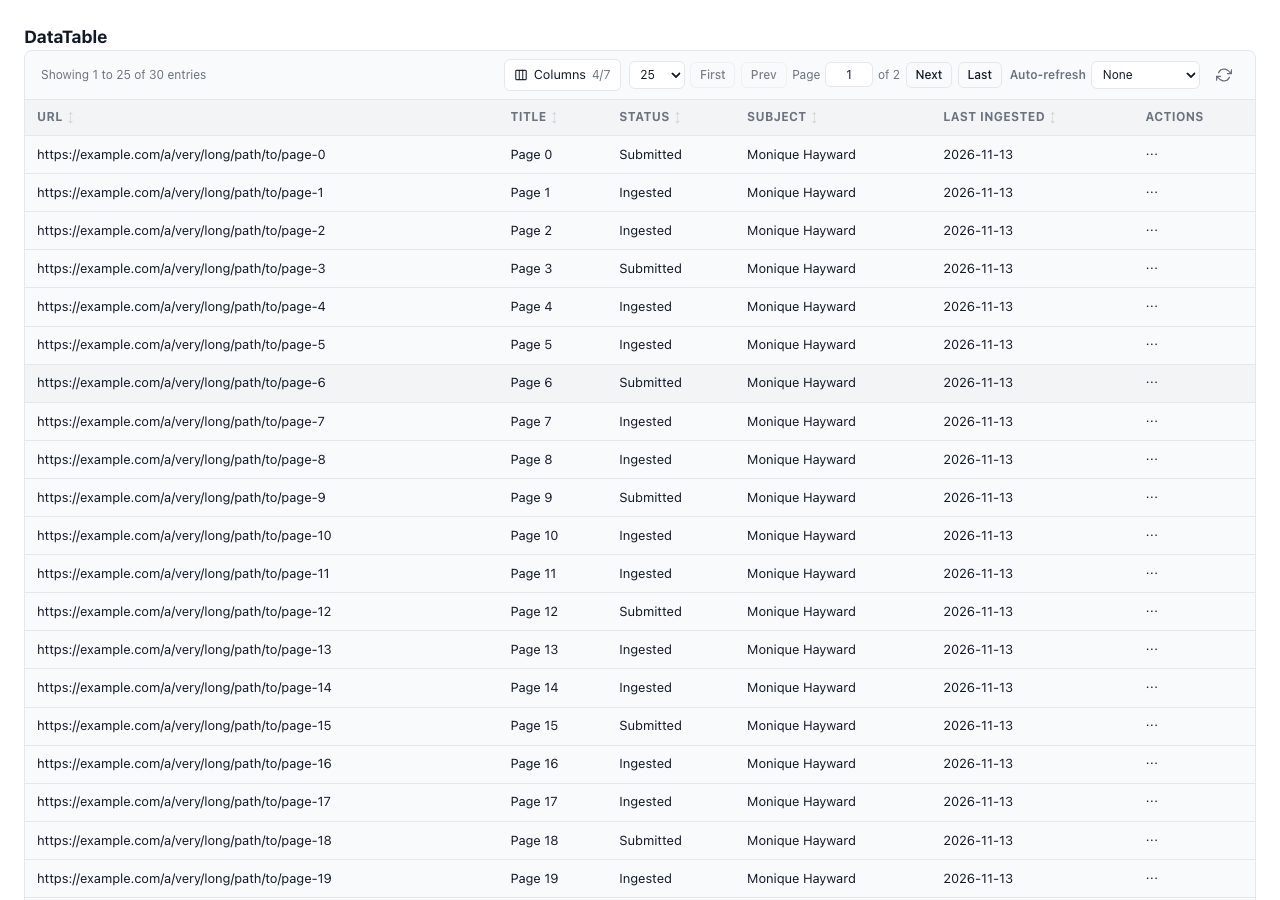 DataTable
Showing 1 to 25 of 30 entries Columns 4/7 25 First Prev Page 1 of 2 Next Last Auto-refresh None
URL TITLE STATUS SUBJECT LAST INGESTED ACTIONS
https://example.com/a/very/long/path/to/page-0 Page 0 Submitted Monique Hayward 2026-11-13 ...
https://example.com/a/very/long/path/to/page-1 Page 1 Ingested Monique Hayward 2026-11-13 ...
https://example.com/a/very/long/path/to/page-2 Page 2 Ingested Monique Hayward 2026-11-13 ...
https://example.com/a/very/long/path/to/page-3 Page 3 Submitted Monique Hayward 2026-11-13 ...
https://example.com/a/very/long/path/to/page-4 Page 4 Ingested Monique Hayward 2026-11-13 ...
https://example.com/a/very/long/path/to/page-5 Page 5 Ingested Monique Hayward 2026-11-13 ...
https://example.com/a/very/long/path/to/page-6 Page 6 Submitted Monique Hayward 2026-11-13 ...
https://example.com/a/very/long/path/to/page-7 Page 7 Ingested Monique Hayward 2026-11-13 ...
https://example.com/a/very/long/path/to/page-8 Page 8 Ingested Monique Hayward 2026-11-13 ...
https://example.com/a/very/long/path/to/page-9 Page 9 Submitted Monique Hayward 2026-11-13 ...
https://example.com/a/very/long/path/to/page-10 Page 10 Ingested Monique Hayward 2026-11-13 ...
https://example.com/a/very/long/path/to/page-11 Page 11 Ingested Monique Hayward 2026-11-13 ...
https://example.com/a/very/long/path/to/page-12 Page 12 Submitted Monique Hayward 2026-11-13 ...
https://example.com/a/very/long/path/to/page-13 Page 13 Ingested Monique Hayward 2026-11-13 ...
https://example.com/a/very/long/path/to/page-14 Page 14 Ingested Monique Hayward 2026-11-13 ...
https://example.com/a/very/long/path/to/page-15 Page 15 Submitted Monique Hayward 2026-11-13 ...
https://example.com/a/very/long/path/to/page-16 Page 16 Ingested Monique Hayward 2026-11-13 ...
https://example.com/a/very/long/path/to/page-17 Page 17 Ingested Monique Hayward 2026-11-13 ...
https://example.com/a/very/long/path/to/page-18 Page 18 Submitted Monique Hayward 2026-11-13 ...
https://example.com/a/very/long/path/to/page-19 Page 19 Ingested Monique Hayward 2026-11-13 ...